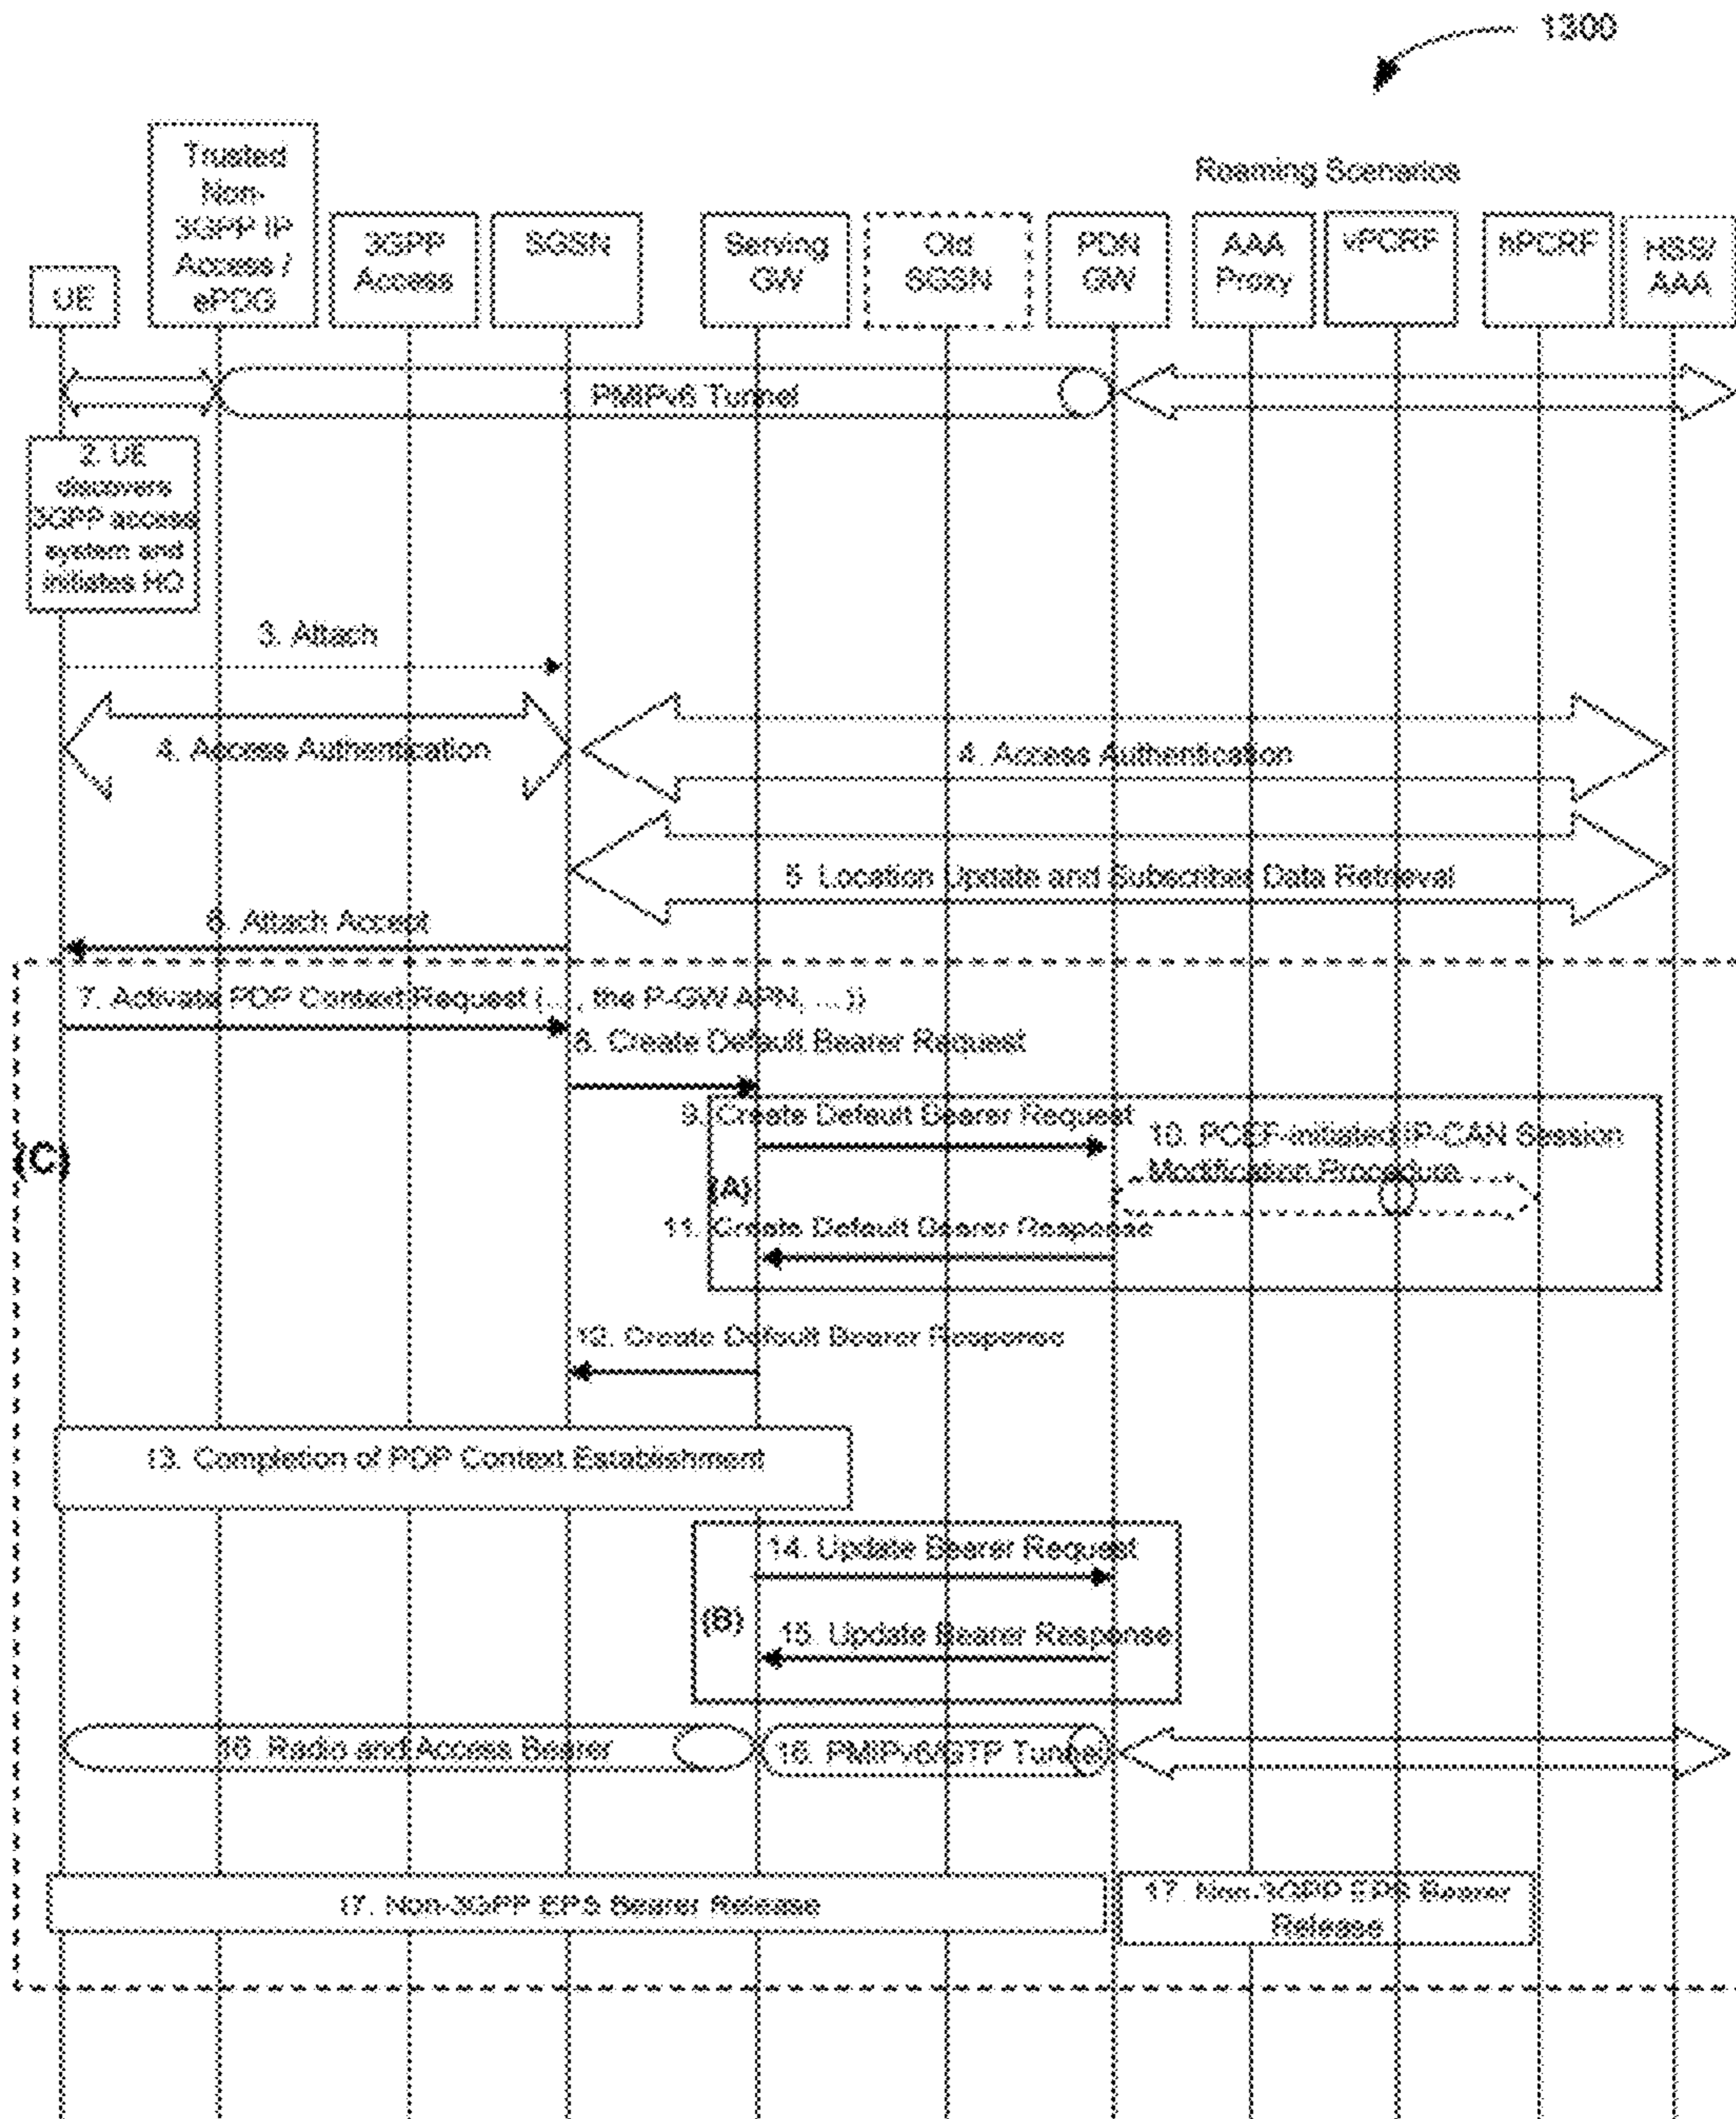 1300
Roaming Scenarios
UE
Trusted
Non-
3GPP IP
Access /
ePDG
3GPP
Access
SGSN
Serving
GW
Old
SGSN
PDN
GW
AAA
Proxy
vPCRF
hPCRF
HSS/
AAA
PMIPv6 Tunnel
2. UE
discovers
3GPP access
system and
initiates HO
3. Attach
4. Access Authentication
4. Access Authentication
5. Location Update and Subscriber Data Retrieval
6. Attach Accept
7. Activate PDP Context Request (..., the P-GW APN, ...))
8. Create Default Bearer Request
9. Create Default Bearer Request
10. PCEF-initiated IP-CAN Session
Modification Procedure
(C)
(A)
11. Create Default Bearer Response
12. Create Default Bearer Response
13. Completion of PDP Context Establishment
14. Update Bearer Request
(B)
15. Update Bearer Response
16. Radio and Access Bearer
16. PMIPv6/GTP Tunnel
17. Non-3GPP EPS Bearer Release
17. Non-3GPP EPS Bearer
Release